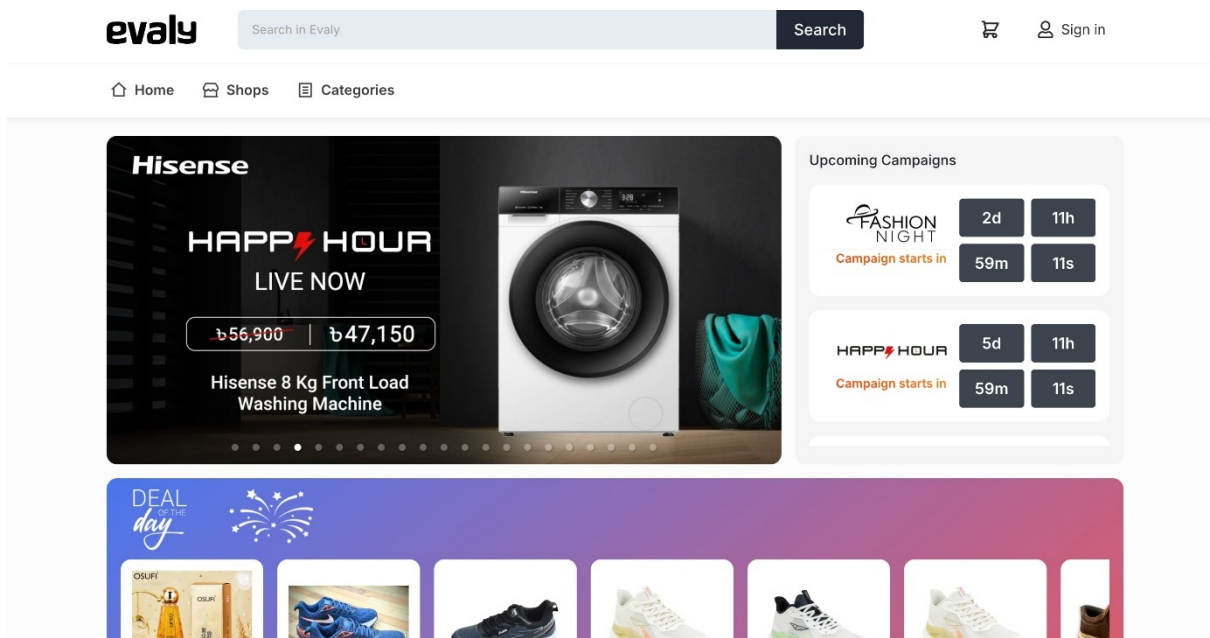 evaly
Search in Evaly
Search
Sign in
Home
Shops
Categories
Hisense
HAPPY HOUR
LIVE NOW
৳56,900 | ৳47,150
Hisense 8 Kg Front Load
Washing Machine
Upcoming Campaigns
FASHION
NIGHT
Campaign starts in
2d 11h
59m 11s
HAPPY HOUR
Campaign starts in
5d 11h
59m 11s
DEAL
OF THE
day
OSUFI
OSUFI